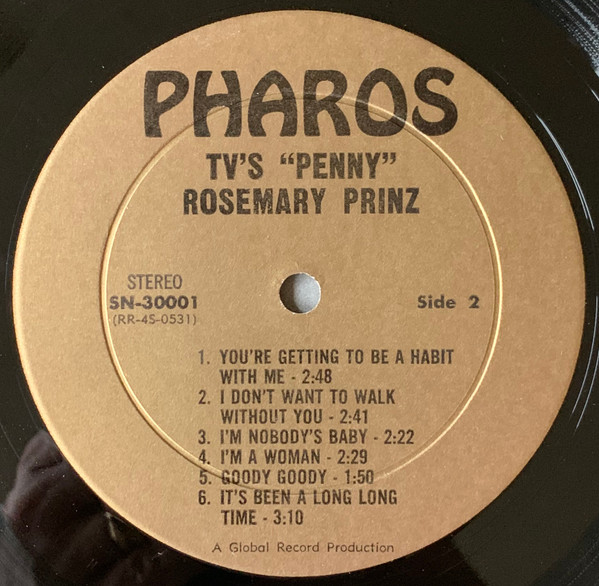 PHAROS
TV'S "PENNY"
ROSEMARY PRINZ
STEREO
SN-30001
(RR-4S-0531)
Side 2
1. YOU'RE GETTING TO BE A HABIT
WITH ME - 2:48
2. I DON'T WANT TO WALK
WITHOUT YOU - 2:41
3. I'M NOBODY'S BABY - 2:22
4. I'M A WOMAN - 2:29
5. GOODY GOODY - 1:50
6. IT'S BEEN A LONG LONG
TIME - 3:10
A Global Record Production